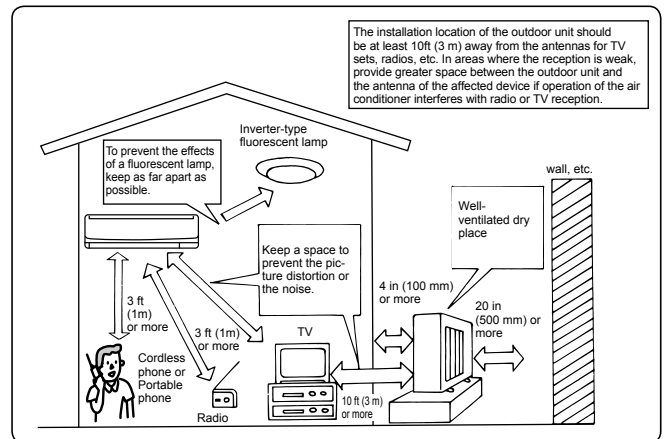 The installation location of the outdoor unit should
be at least 10ft (3 m) away from the antennas for TV
sets, radios, etc. In areas where the reception is weak,
provide greater space between the outdoor unit and
the antenna of the affected device if operation of the air
conditioner interferes with radio or TV reception.
Inverter-type
fluorescent lamp
To prevent the effects
of a fluorescent lamp,
keep as far apart as
possible.
wall, etc.
Well-
ventilated dry
place
Keep a space to
prevent the pic-
ture distortion or
the noise.
4 in (100 mm)
or more
20 in
(500 mm) or
more
3 ft
(1m)
or more
3 ft (1m)
or more
TV
Cordless
phone or
Portable
phone
Radio
10 ft (3 m)
or more